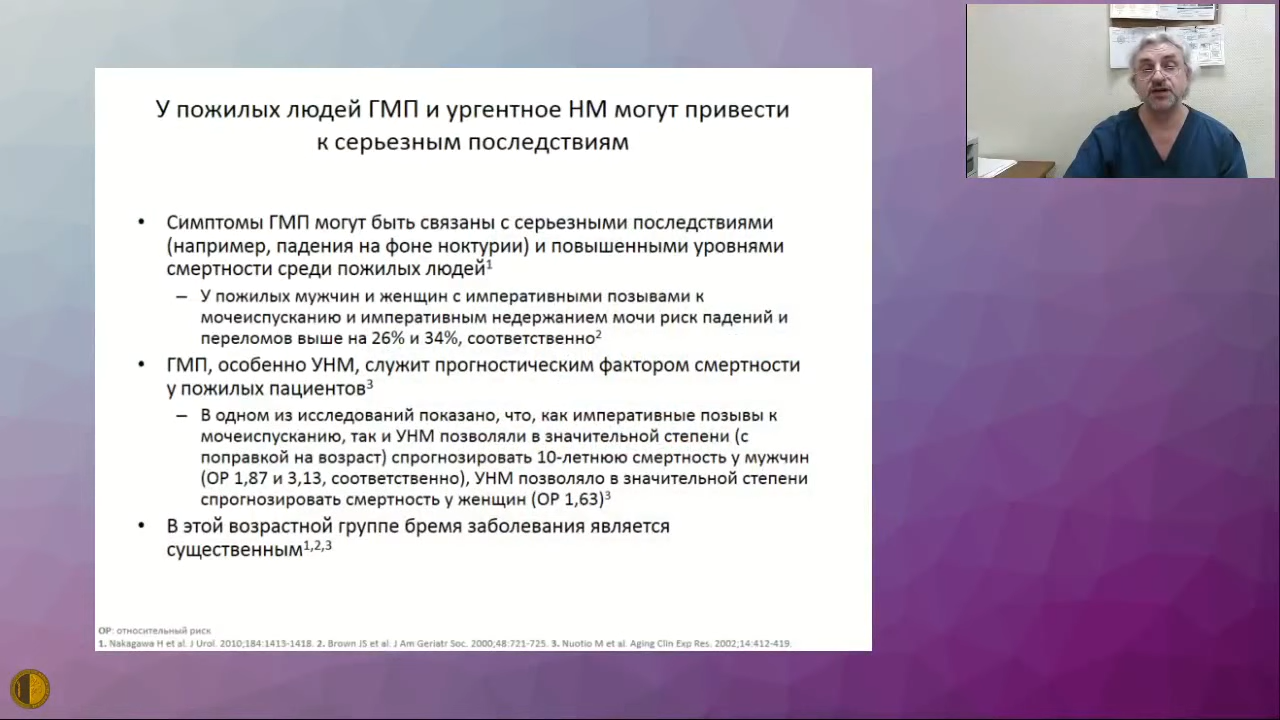 У пожилых людей ГМП и ургентное НМ могут привести
к серьезным последствиям
• Симптомы ГМП могут быть связаны с серьезными последствиями
(например, падения на фоне ноктурии) и повышенными уровнями
смертности среди пожилых людей1
– У пожилых мужчин и женщин с императивными позывами к
мочеиспусканию и императивным недержанием мочи риск падений и
переломов выше на 26% и 34%, соответственно2
• ГМП, особенно УНМ, служит прогностическим фактором смертности
у пожилых пациентов3
– В одном из исследований показано, что, как императивные позывы к
мочеиспусканию, так и УНМ позволяли в значительной степени (с
поправкой на возраст) спрогнозировать 10-летнюю смертность у мужчин
(ОР 1,87 и 3,13, соответственно), УНМ позволяло в значительной степени
спрогнозировать смертность у женщин (ОР 1,63)3
• В этой возрастной группе бремя заболевания является
существенным1,2,3
ОР: относительный риск
1. Nakagawa H et al. J Urol. 2010;184:1413-1418. 2. Brown JS et al. J Am Geriatr Soc. 2000;48:721-725. 3. Nuotio M et al. Aging Clin Exp Res. 2002;14:412-419.